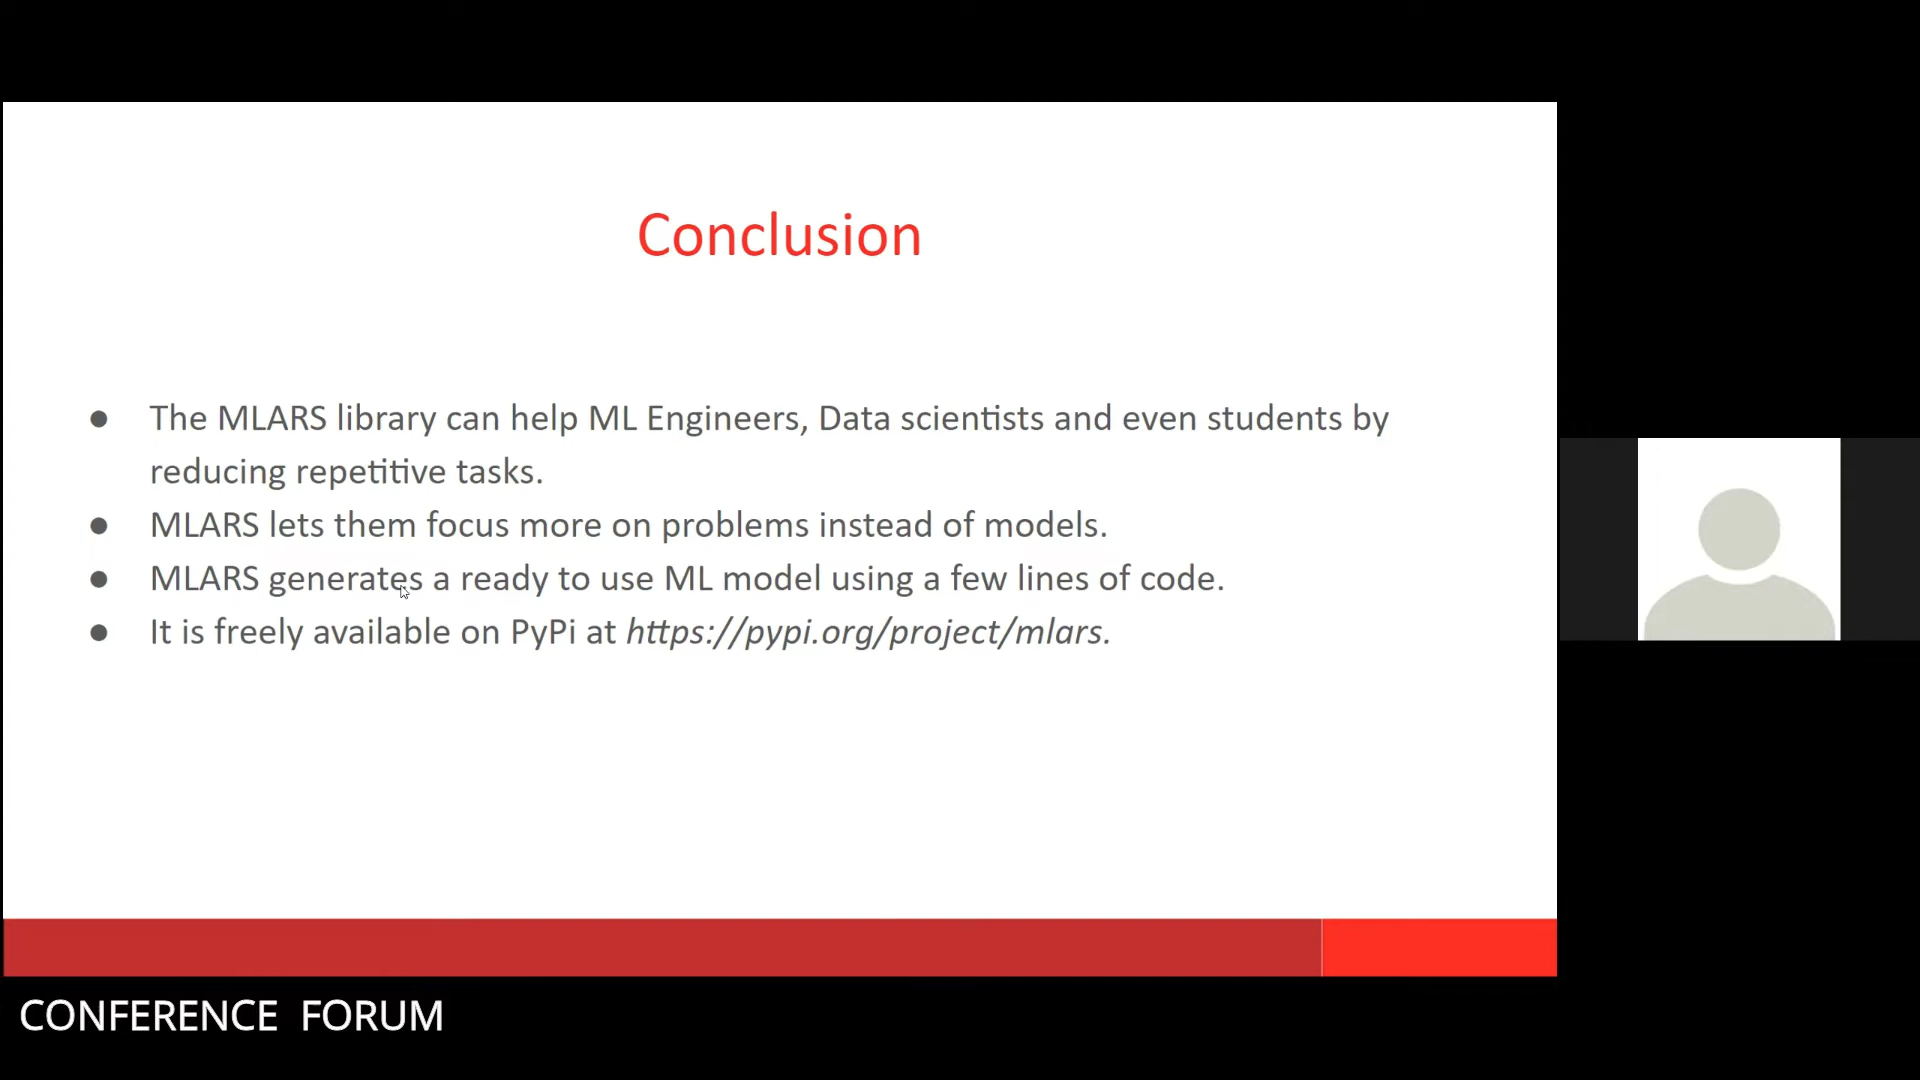 Conclusion
● The MLARS library can help ML Engineers, Data scientists and even students by
reducing repetitive tasks.
● MLARS lets them focus more on problems instead of models.
● MLARS generates a ready to use ML model using a few lines of code.
● It is freely available on PyPi at https://pypi.org/project/mlars.
CONFERENCE FORUM